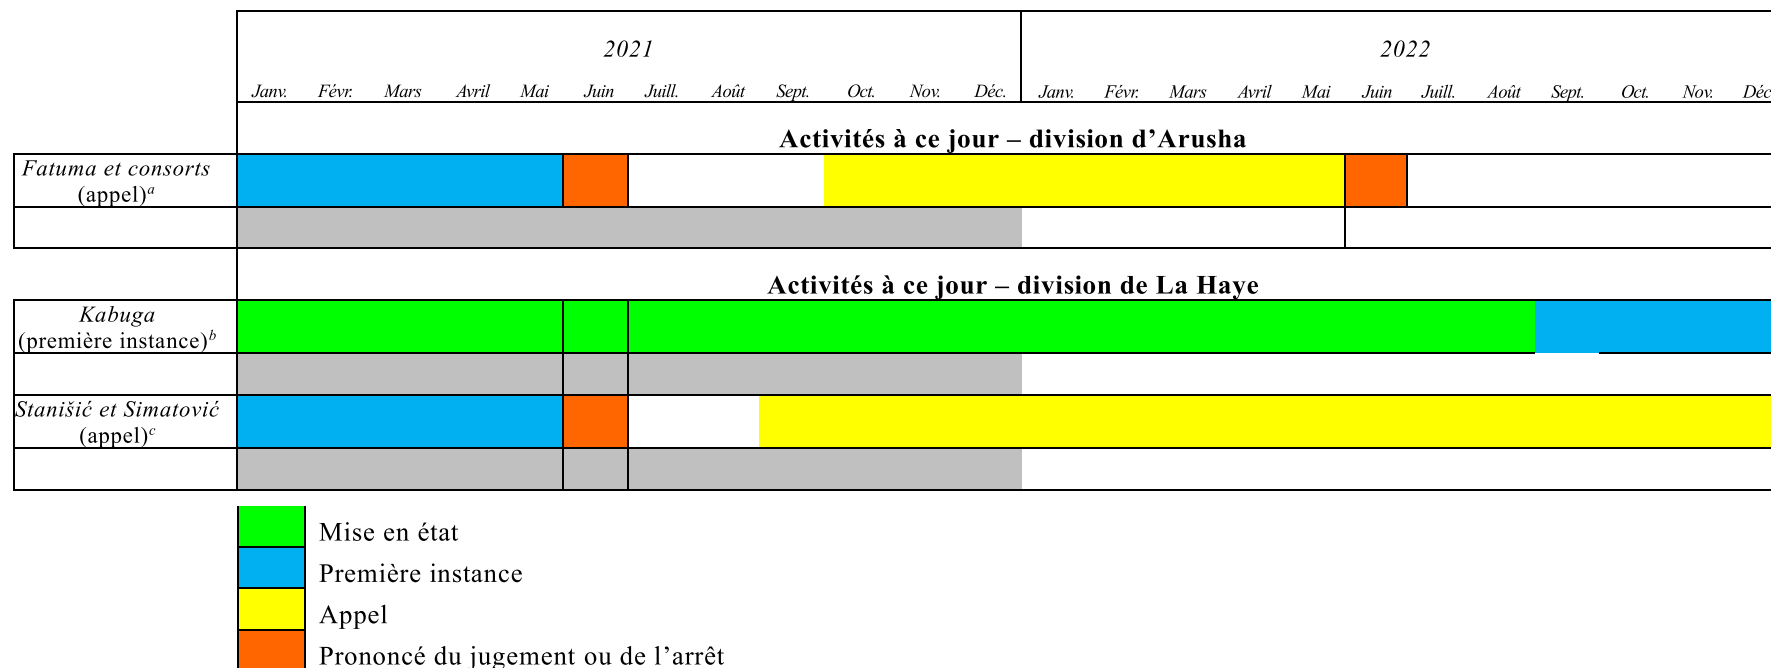 2021 2022
Janv. Févr. Mars Avril Mai Juin Juill. Août Sept. Oct. Nov. Déc. Janv. Févr. Mars Avril Mai Juin Juill. Août Sept. Oct. Nov. Déc
Activités à ce jour – division d’Arusha
Fatuma et consorts
(appel)a
Activités à ce jour – division de La Haye
Kabuga
(première instance)b
Stanišić et Simatović
(appel)c
Mise en état
Première instance
Appel
Prononcé du jugement ou de l’arrêt